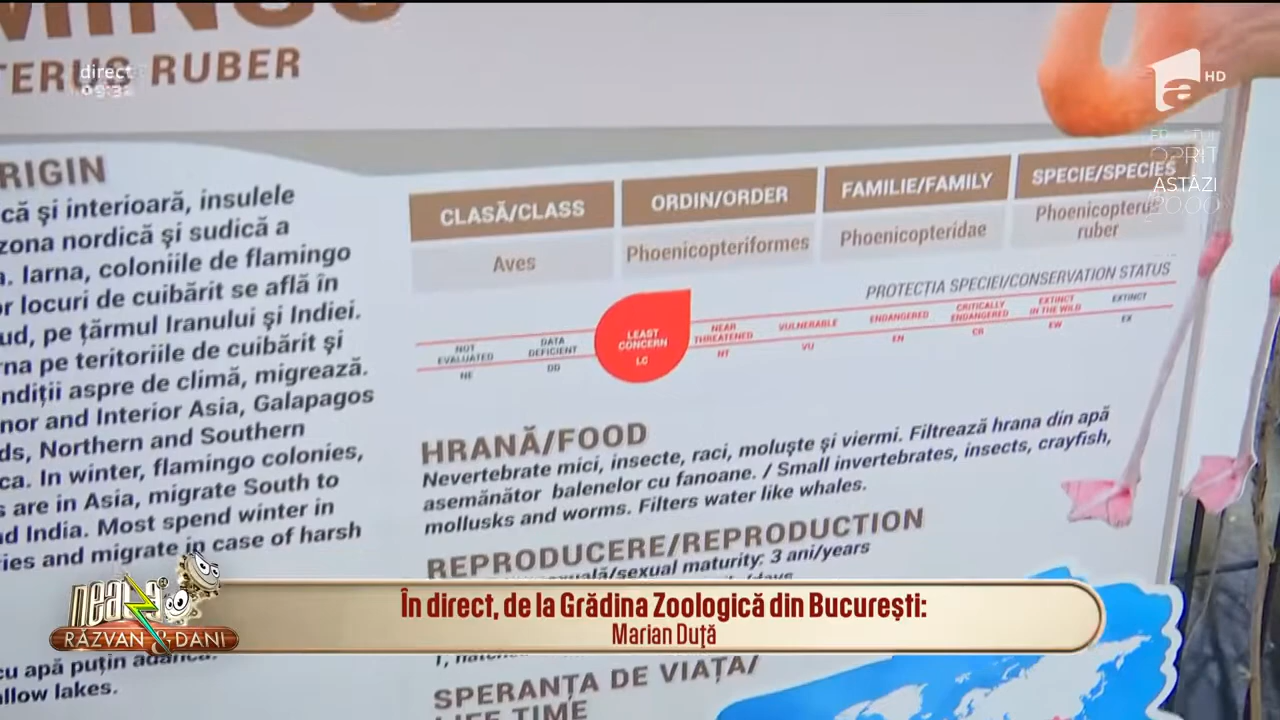 MINGO
TERUS RUBER
direct
09:32
HD
ASTĂZI
RIGIN
că şi interioară, insulele
zona nordică şi sudică a
a. Iarna, coloniile de flamingo
or locuri de cuibărit se află în
ud, pe ţărmul Iranului şi Indiei.
rna pe teritoriile de cuibărit şi
ndiţii aspre de climă, migrează.
nor and Interior Asia, Galapagos
ds, Northern and Southern
ca. In winter, flamingo colonies,
s are in Asia, migrate South to
nd India. Most spend winter in
ries and migrate in case of harsh
cu apă puţin adâncă.
allow lakes.
CLASĂ/CLASS
ORDIN/ORDER
FAMILIE/FAMILY
SPECIE/SPECIES
Aves
Phoenicopteriformes
Phoenicopteridae
Phoenicopterus
ruber
PROTECŢIA SPECIEI/CONSERVATION STATUS
NOT
EVALUATED
NE
DATA
DEFICIENT
DD
LEAST
CONCERN
LC
NEAR
THREATENED
NT
VULNERABLE
VU
ENDANGERED
EN
CRITICALLY
ENDANGERED
CR
EXTINCT
IN THE WILD
EW
EXTINCT
EX
HRANĂ/FOOD
Nevertebrate mici, insecte, raci, moluşte şi viermi. Filtrează hrana din apă
asemănător balenelor cu fanoane. / Small invertebrates, insects, crayfish,
mollusks and worms. Filters water like whales.
REPRODUCERE/REPRODUCTION
sexuală/sexual maturity: 3 ani/years
SPERANŢA DE VIAŢA/
LIFE TIME
neatza
RĂZVAN & DANI
În direct, de la Grădina Zoologică din Bucureşti:
Marian Duţă